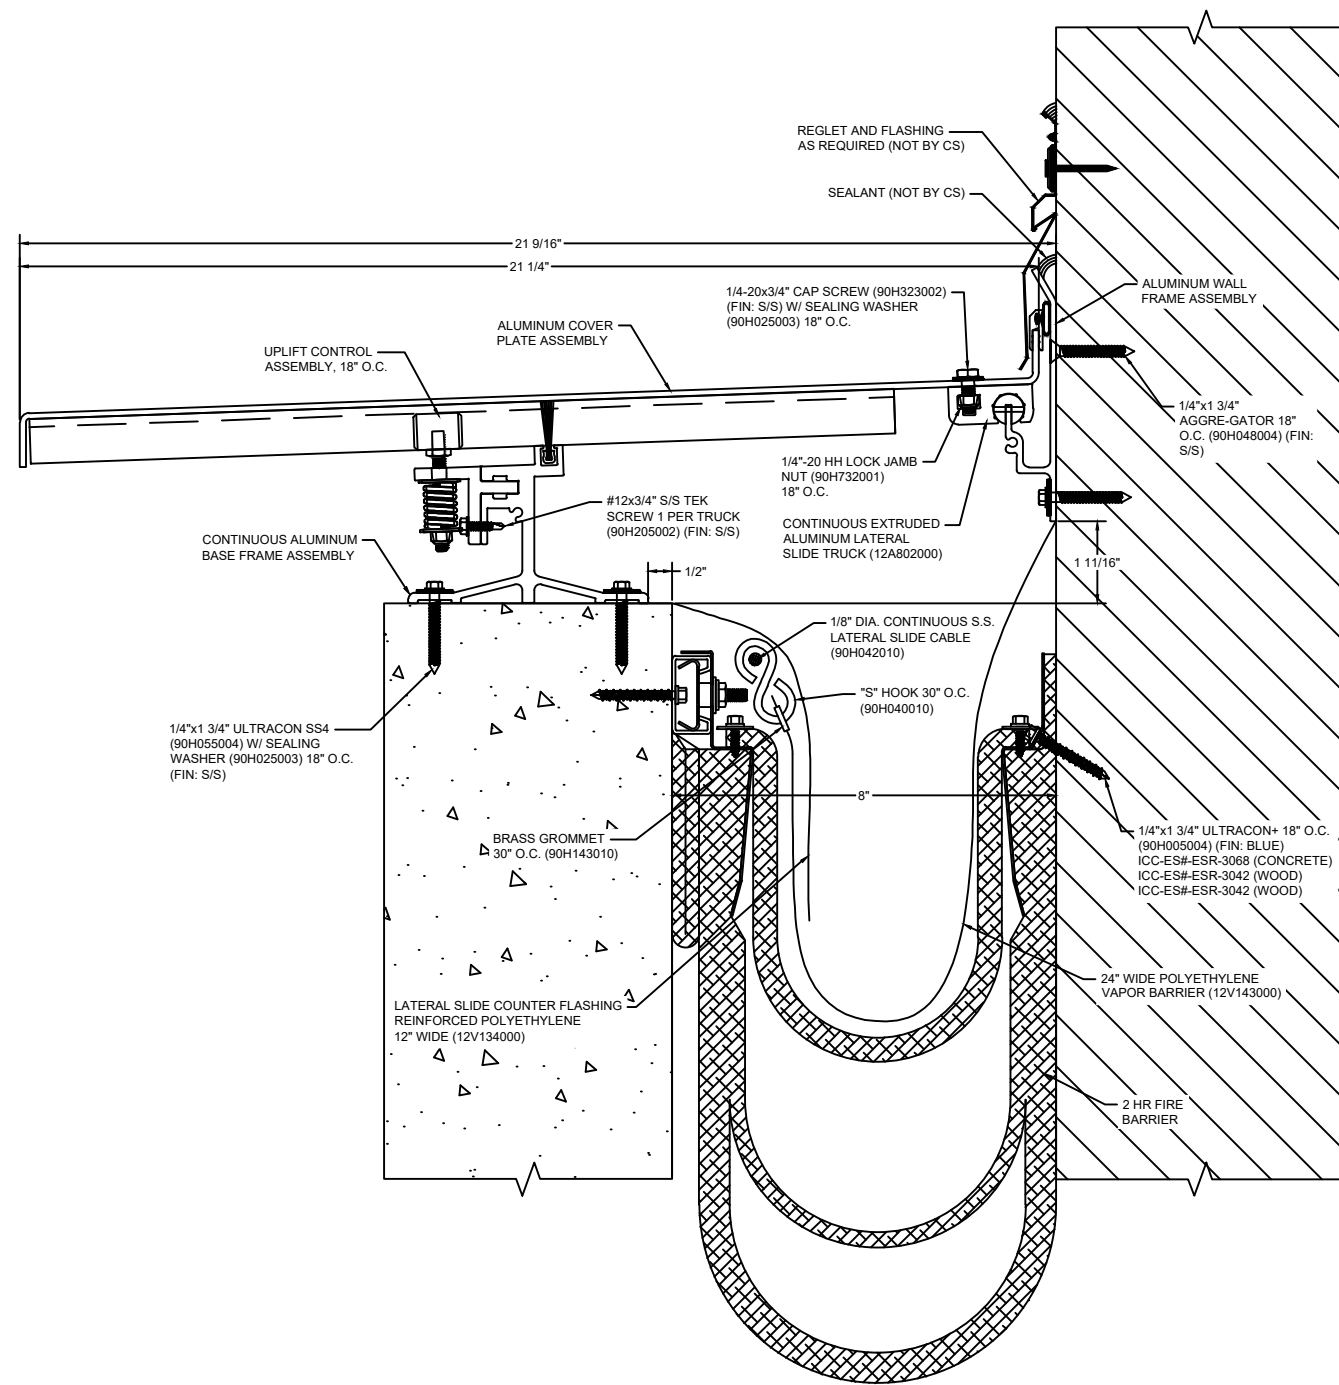 REGLET AND FLASHING
AS REQUIRED (NOT BY CS)
SEALANT (NOT BY CS)
21 9/16"
21 1/4"
1/4-20x3/4" CAP SCREW (90H323002)
(FIN: S/S) W/ SEALING WASHER
(90H025003) 18" O.C.
ALUMINUM WALL
FRAME ASSEMBLY
ALUMINUM COVER
PLATE ASSEMBLY
UPLIFT CONTROL
ASSEMBLY, 18" O.C.
1/4"x1 3/4"
AGGRE-GATOR 18"
O.C. (90H048004) (FIN:
S/S)
1/4"-20 HH LOCK JAMB
NUT (90H732001)
18" O.C.
#12x3/4" S/S TEK
SCREW 1 PER TRUCK
(90H205002) (FIN: S/S)
CONTINUOUS EXTRUDED
ALUMINUM LATERAL
SLIDE TRUCK (12A802000)
CONTINUOUS ALUMINUM
BASE FRAME ASSEMBLY
1 11/16"
1/2"
1/8" DIA. CONTINUOUS S.S.
LATERAL SLIDE CABLE
(90H042010)
"S" HOOK 30" O.C.
(90H040010)
1/4"x1 3/4" ULTRACON SS4
(90H055004) W/ SEALING
WASHER (90H025003) 18" O.C.
(FIN: S/S)
8"
BRASS GROMMET
30" O.C. (90H143010)
1/4"x1 3/4" ULTRACON+ 18" O.C.
(90H005004) (FIN: BLUE)
ICC-ES#-ESR-3068 (CONCRETE)
ICC-ES#-ESR-3042 (WOOD)
ICC-ES#-ESR-3042 (WOOD)
24" WIDE POLYETHYLENE
VAPOR BARRIER (12V143000)
LATERAL SLIDE COUNTER FLASHING
REINFORCED POLYETHYLENE
12" WIDE (12V134000)
2 HR FIRE
BARRIER